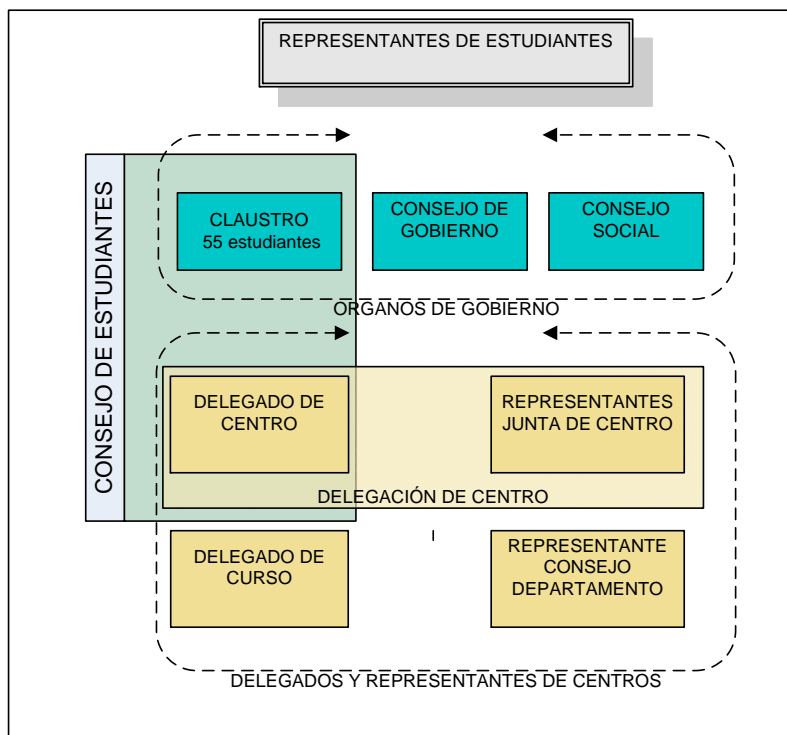 REPRESENTANTES DE ESTUDIANTES
CONSEJO DE ESTUDIANTES
CLAUSTRO
55 estudiantes
CONSEJO DE
GOBIERNO
CONSEJO
SOCIAL
ORGANOS DE GOBIERNO
DELEGADO DE
CENTRO
REPRESENTANTES
JUNTA DE CENTRO
DELEGACIÓN DE CENTRO
DELEGADO DE
CURSO
REPRESENTANTE
CONSEJO
DEPARTAMENTO
DELEGADOS Y REPRESENTANTES DE CENTROS